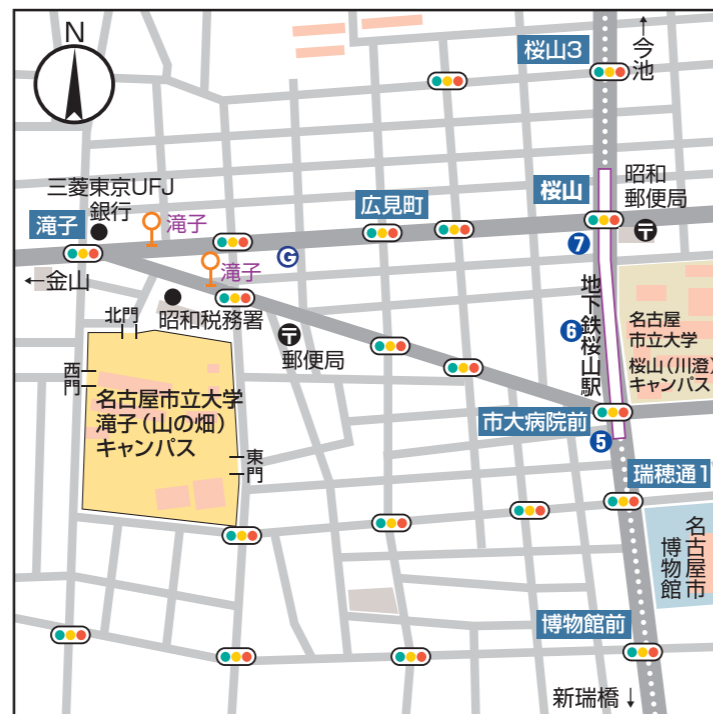 N
桜山3
↑
今池
三菱東京UFJ
銀行
滝子
滝子
広見町
桜山
昭和
郵便局
〒
7
G
←金山
滝子
昭和税務署
北門
〒
郵便局
地下鉄桜山駅
6
名古屋
市立大学
桜山(川澄)
キャンパス
西門
名古屋市立大学
滝子(山の畑)
キャンパス
市大病院前
5
東門
瑞穂通1
名古屋市
博物館
博物館前
新瑞橋↓